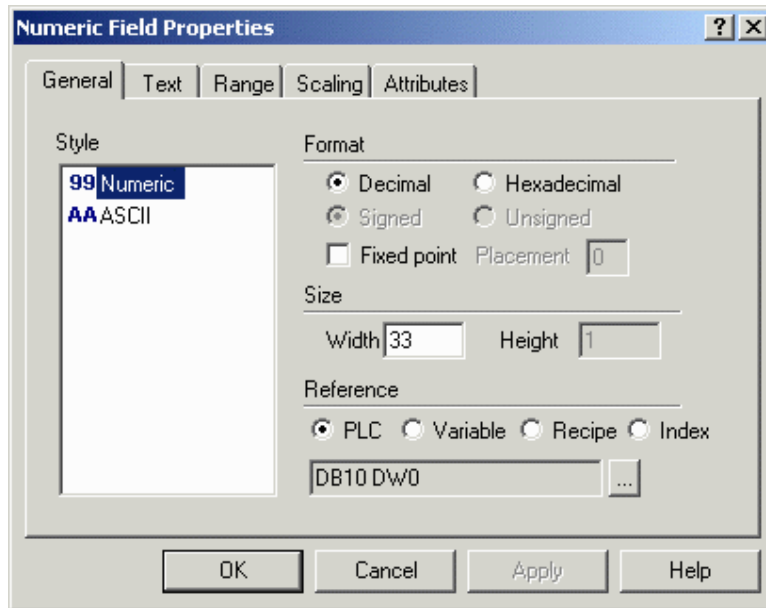 Numeric Field Properties
General Text Range Scaling Attributes
Style
99 Numeric
AA ASCII
Format
Decimal Hexadecimal
Signed Unsigned
Fixed point Placement 0
Size
Width 33 Height 1
Reference
PLC Variable Recipe Index
DB10 DW0 ...
OK Cancel Apply Help